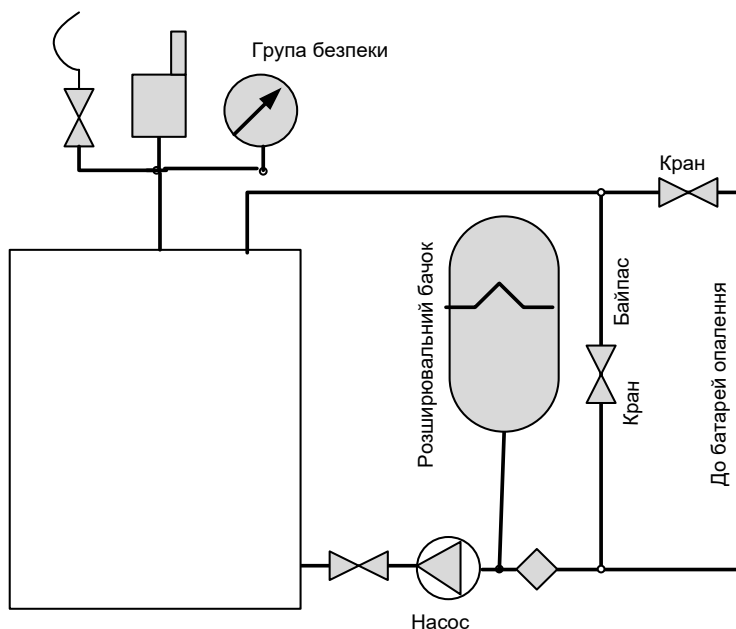 Група безпеки
Кран
Розширювальний бачок
Байпас
Кран
До батарей опалення
Насос